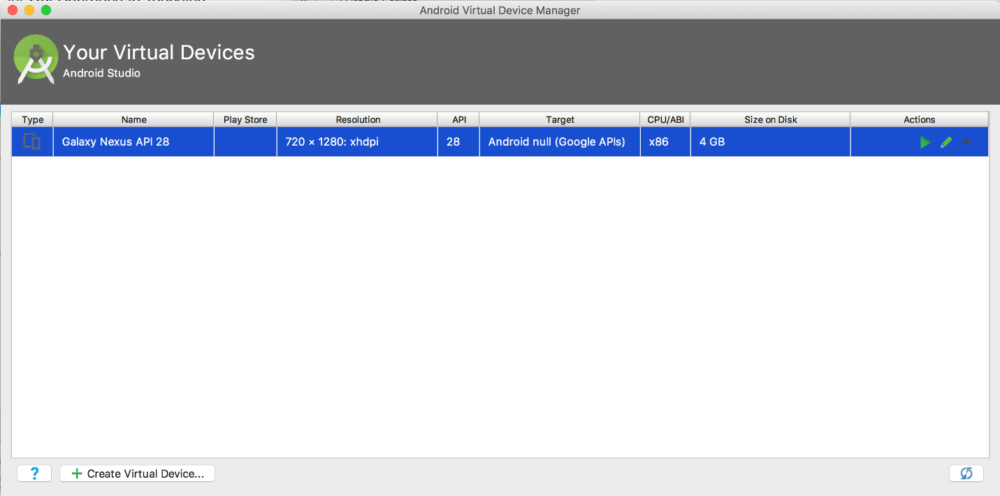 Android Virtual Device Manager
Your Virtual Devices
Android Studio
Type Name Play Store Resolution API Target CPU/ABI Size on Disk Actions
Galaxy Nexus API 28 720 × 1280: xhdpi 28 Android null (Google APIs) x86 4 GB
? Create Virtual Device...